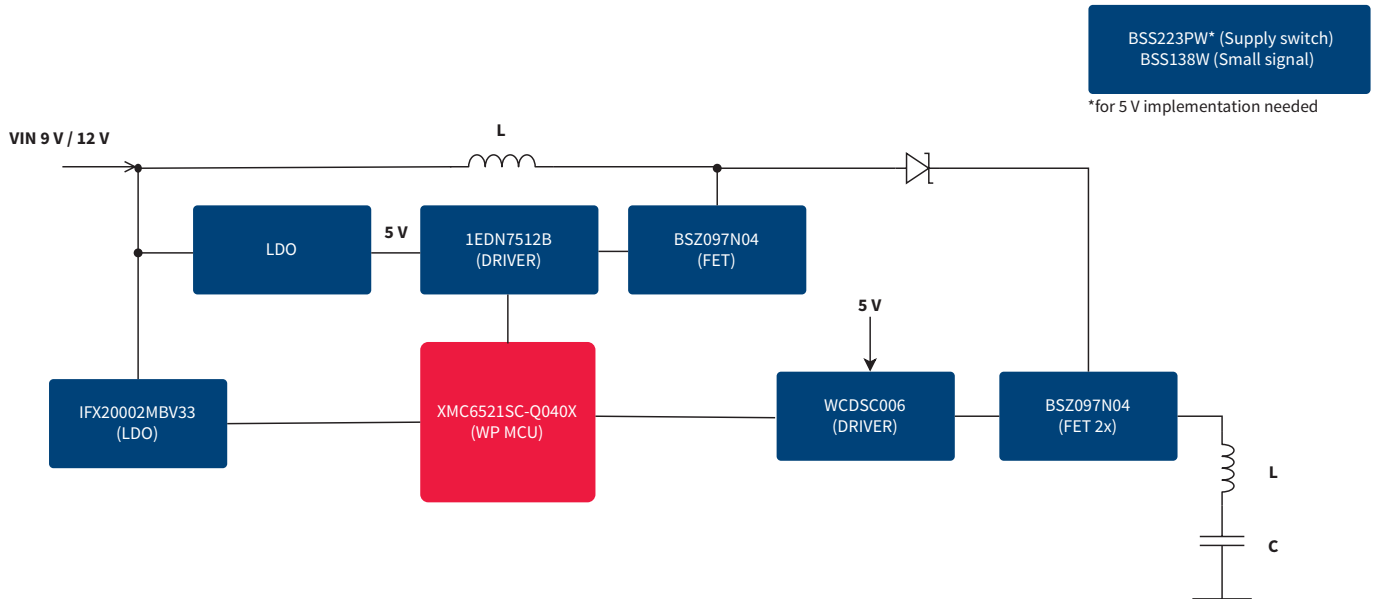 BSS223PW* (Supply switch)
BSS138W (Small signal)
*for 5 V implementation needed
VIN 9 V / 12 V
L
LDO
5 V
1EDN7512B
(DRIVER)
BSZ097N04
(FET)
5 V
IFX20002MBV33
(LDO)
XMC6521SC-Q040X
(WP MCU)
WCDSC006
(DRIVER)
BSZ097N04
(FET 2x)
L
C